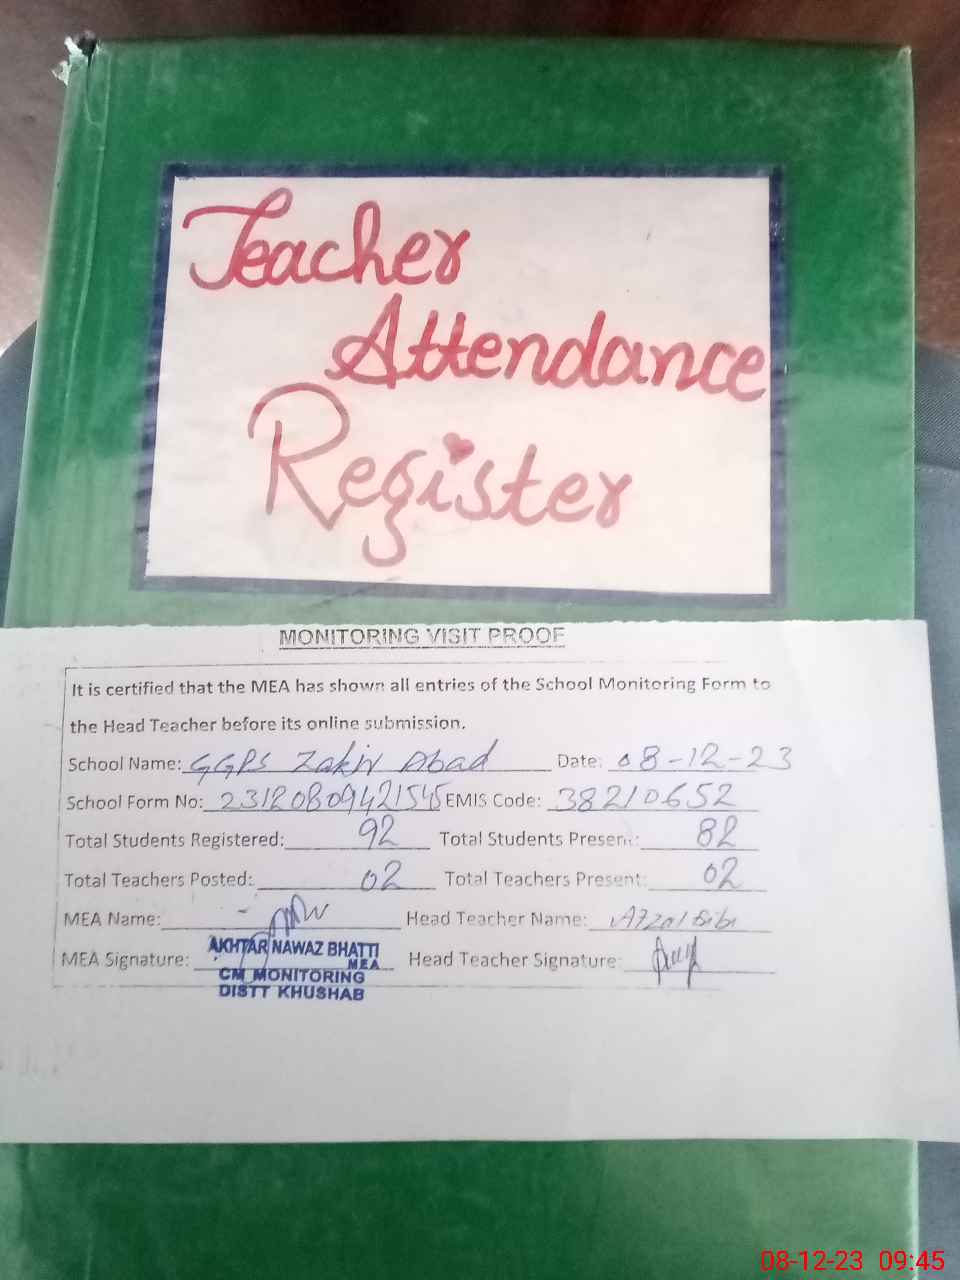 Teacher
Attendance
Register
MONITORING VISIT PROOF
It is certified that the MEA has shown all entries of the School Monitoring Form to
the Head Teacher before its online submission.
School Name: GGPS Zakir Abad Date: 08-12-23
School Form No: 23120809421545 EMIS Code: 38210652
Total Students Registered: 92 Total Students Present: 82
Total Teachers Posted: 02 Total Teachers Present: 02
MEA Name: Head Teacher Name: Afzal Bibi
MEA Signature: AKHTAR NAWAZ BHATTI Head Teacher Signature:
MEA
CM MONITORING
DISTT KHUSHAB
08-12-23 09:45